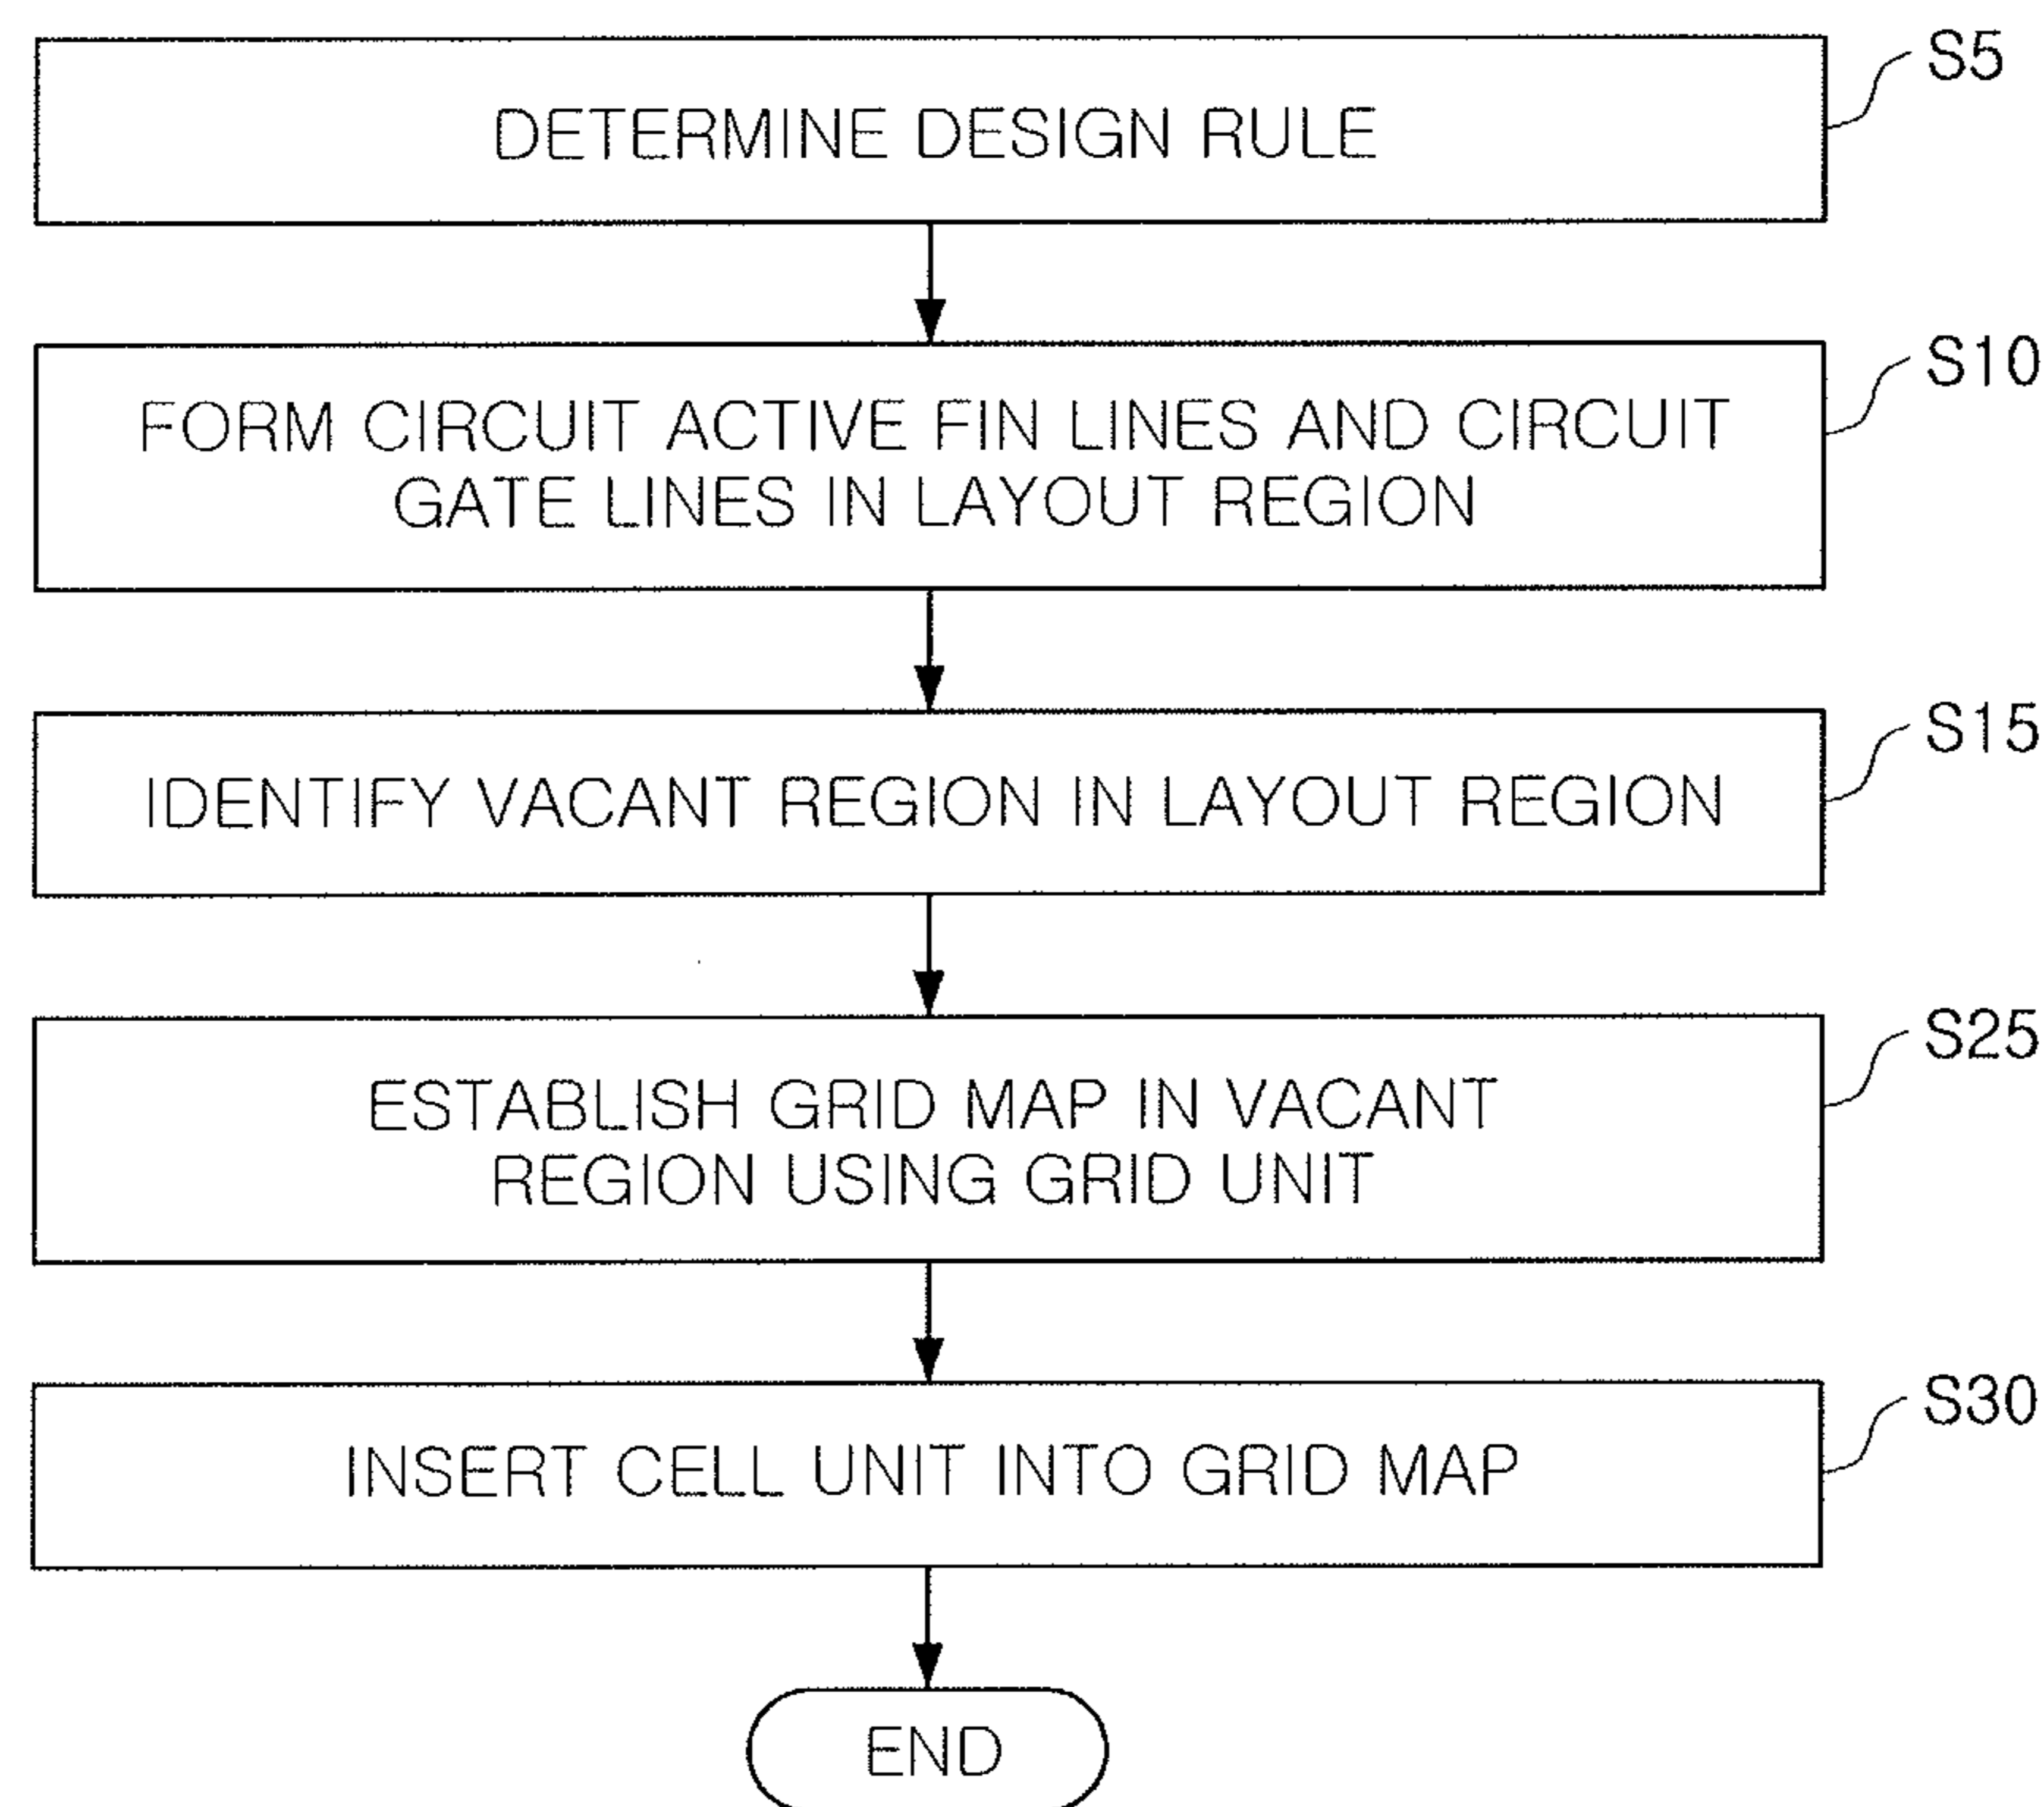 S5
DETERMINE DESIGN RULE
S10
FORM CIRCUIT ACTIVE FIN LINES AND CIRCUIT
GATE LINES IN LAYOUT REGION
S15
IDENTIFY VACANT REGION IN LAYOUT REGION
S25
ESTABLISH GRID MAP IN VACANT
REGION USING GRID UNIT
S30
INSERT CELL UNIT INTO GRID MAP
END